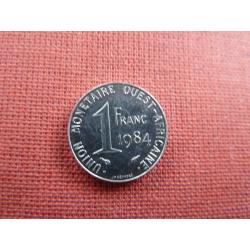 · UNION MONETAIRE OUEST-AFRICAINE ·
1 FRANC
1984